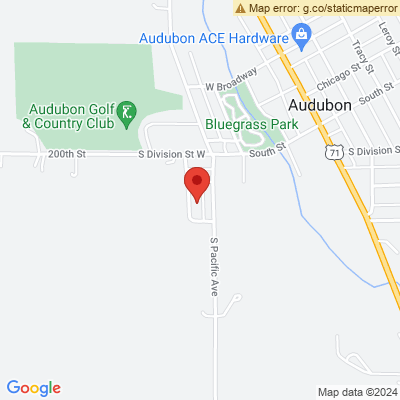 Map error: g.co/staticmaperror
Audubon ACE Hardware
Leroy St
Tracy St
W Broadway
Chicago St
South St
Audubon Golf
& Country Club
Audubon
Bluegrass Park
200th St
S Division St W
South St
71
S Division St
S Pacific Ave
Google
Map data ©2024